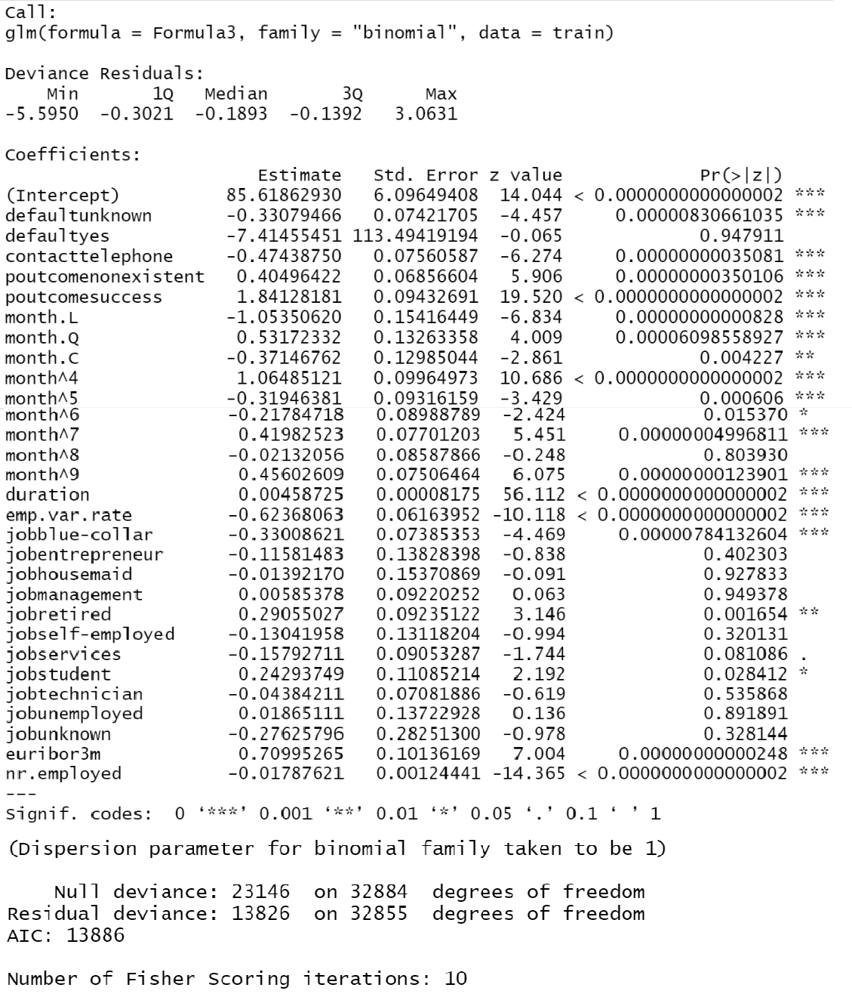 Call:
glm(formula = Formula3, family = "binomial", data = train)
Deviance Residuals:
Min 1Q Median 3Q Max
-5.5950 -0.3021 -0.1893 -0.1392 3.0631
Coefficients:
Estimate Std. Error z value Pr(>|z|)
(Intercept) 85.61862930 6.09649408 14.044 < 0.0000000000000002 ***
defaultunknown -0.33079466 0.07421705 -4.457 0.00000830661035 ***
defaultyes -7.41455451 113.49419194 -0.065 0.947911
contacttelephone -0.47438750 0.07560587 -6.274 0.00000000035081 ***
poutcomenonexistent 0.40496422 0.06856604 5.906 0.00000000350106 ***
poutcomesuccess 1.84128181 0.09432691 19.520 < 0.0000000000000002 ***
month.L -1.05350620 0.15416449 -6.834 0.00000000000828 ***
month.Q 0.53172332 0.13263358 4.009 0.00006098558927 ***
month.C -0.37146762 0.12985044 -2.861 0.004227 **
month^4 1.06485121 0.09964973 10.686 < 0.0000000000000002 ***
month^5 -0.31946381 0.09316159 -3.429 0.000606 ***
month^6 -0.21784718 0.08988789 -2.424 0.015370 *
month^7 0.41982523 0.07701203 5.451 0.00000004996811 ***
month^8 -0.02132056 0.08587866 -0.248 0.803930
month^9 0.45602609 0.07506464 6.075 0.00000000123901 ***
duration 0.00458725 0.00008175 56.112 < 0.0000000000000002 ***
emp.var.rate -0.62368063 0.06163952 -10.118 < 0.0000000000000002 ***
jobblue-collar -0.33008621 0.07385353 -4.469 0.00000784132604 ***
jobentrepreneur -0.11581483 0.13828398 -0.838 0.402303
jobhousemaid -0.01392170 0.15370869 -0.091 0.927833
jobmanagement 0.00585378 0.09220252 0.063 0.949378
jobretired 0.29055027 0.09235122 3.146 0.001654 **
jobself-employed -0.13041958 0.13118204 -0.994 0.320131
jobservices -0.15792711 0.09053287 -1.744 0.081086 .
jobstudent 0.24293749 0.11085214 2.192 0.028412 *
jobtechnician -0.04384211 0.07081886 -0.619 0.535868
jobunemployed 0.01865111 0.13722928 0.136 0.891891
jobunknown -0.27625796 0.28251300 -0.978 0.328144
euribor3m 0.70995265 0.10136169 7.004 0.00000000000248 ***
nr.employed -0.01787621 0.00124441 -14.365 < 0.0000000000000002 ***
---
Signif. codes: 0 ‘***’ 0.001 ‘**’ 0.01 ‘*’ 0.05 ‘.’ 0.1 ‘ ’ 1
(Dispersion parameter for binomial family taken to be 1)
Null deviance: 23146 on 32884 degrees of freedom
Residual deviance: 13826 on 32855 degrees of freedom
AIC: 13886
Number of Fisher Scoring iterations: 10